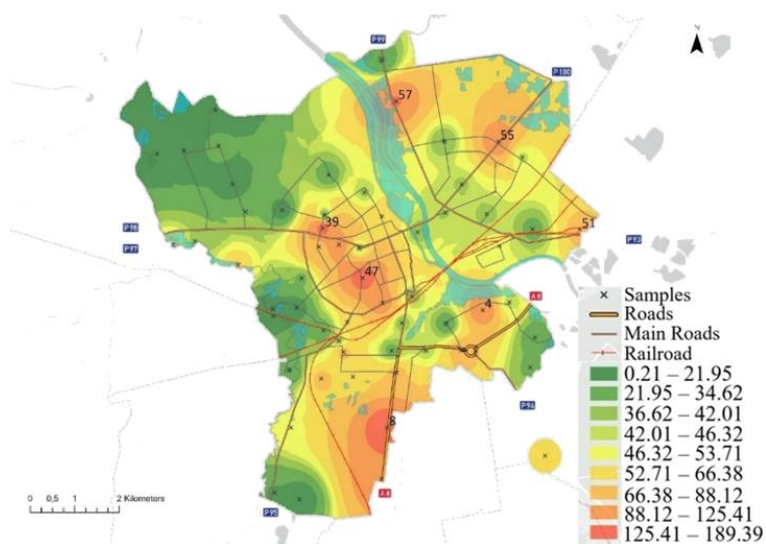 N
P99
P100
57
55
51
P98
P97
39
P93
47
4
A8
8
P94
A8
P95
0 0,5 1 2 Kilometers
Samples
Roads
Main Roads
Railroad
0.21 – 21.95
21.95 – 34.62
36.62 – 42.01
42.01 – 46.32
46.32 – 53.71
52.71 – 66.38
66.38 – 88.12
88.12 – 125.41
125.41 – 189.39